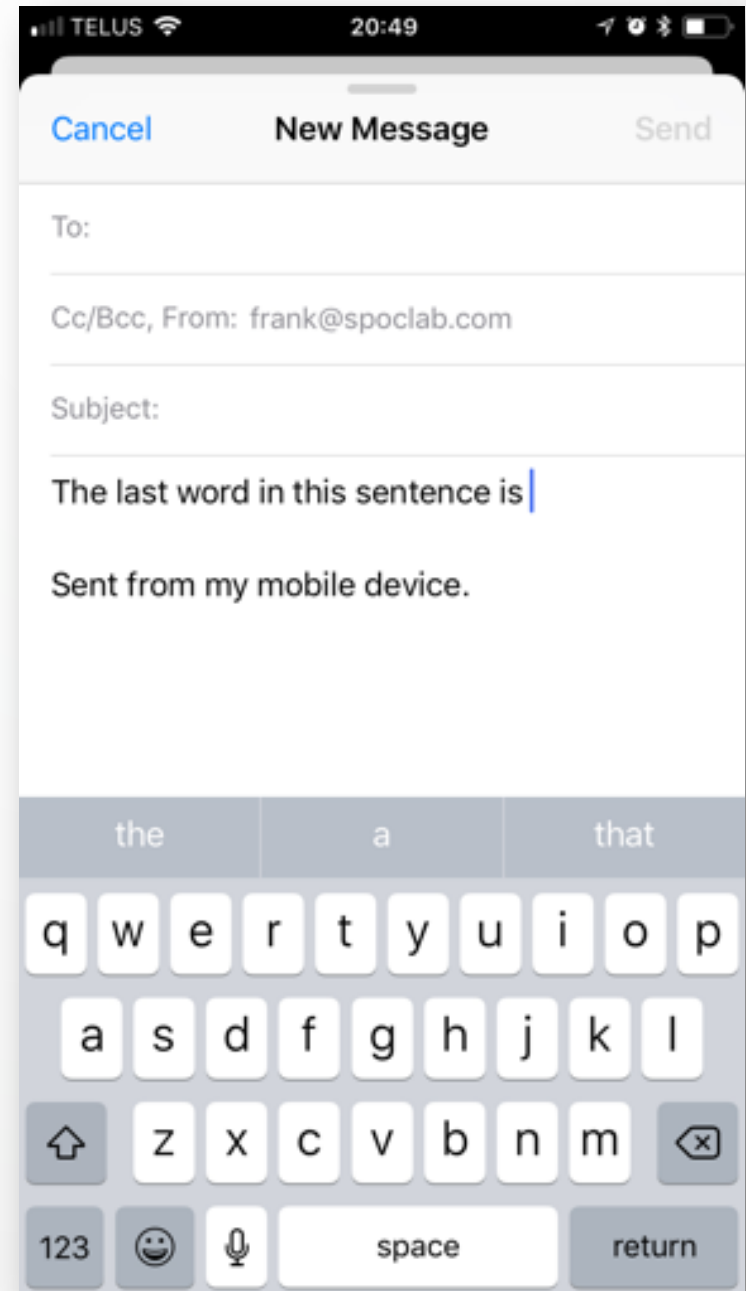 TELUS 20:49
Cancel New Message Send
To:
Cc/Bcc, From: frank@spoclab.com
Subject:
The last word in this sentence is
Sent from my mobile device.
the a that
q w e r t y u i o p
a s d f g h j k l
z x c v b n m
123 space return